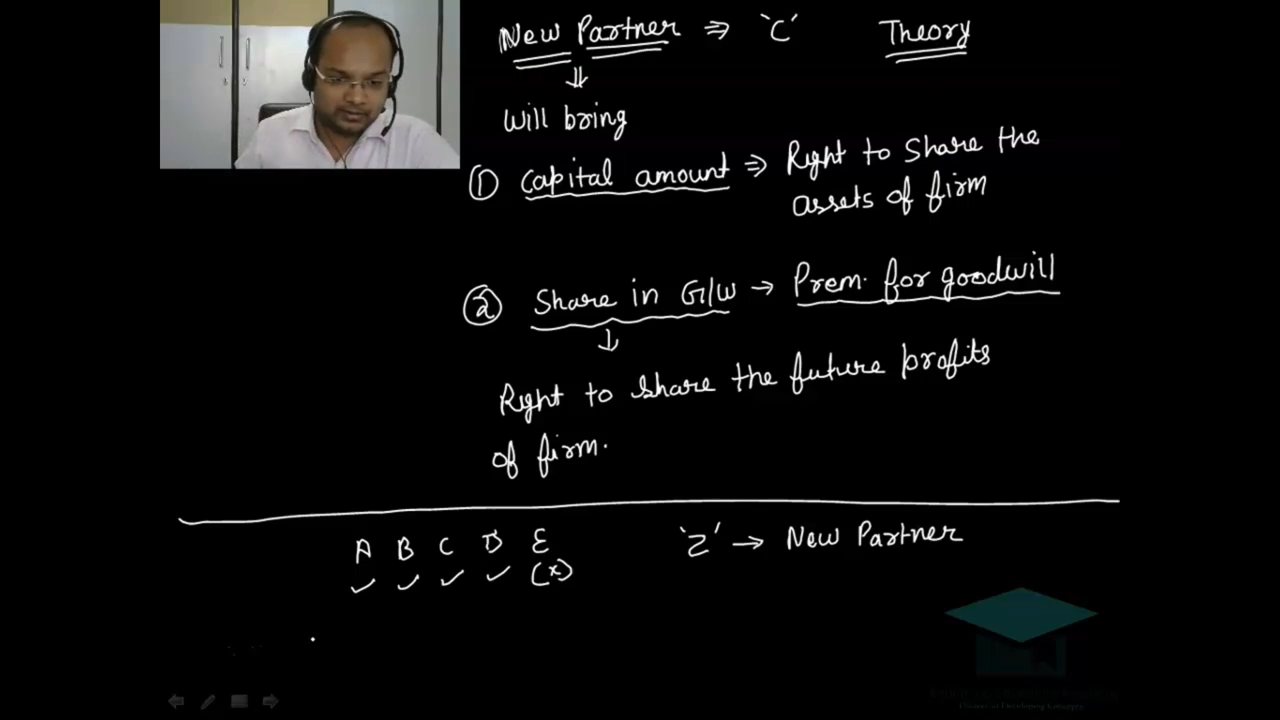 New Partner ⇒ 'C' Theory
⇓
Will bring
① Capital amount ⇒ Right to share the
assets of firm
② Share in G/W → Prem. for goodwill
↓
Right to share the future profits
of firm.
A B C D E 'Z' → New Partner
✓ ✓ ✓ ✓ (x)